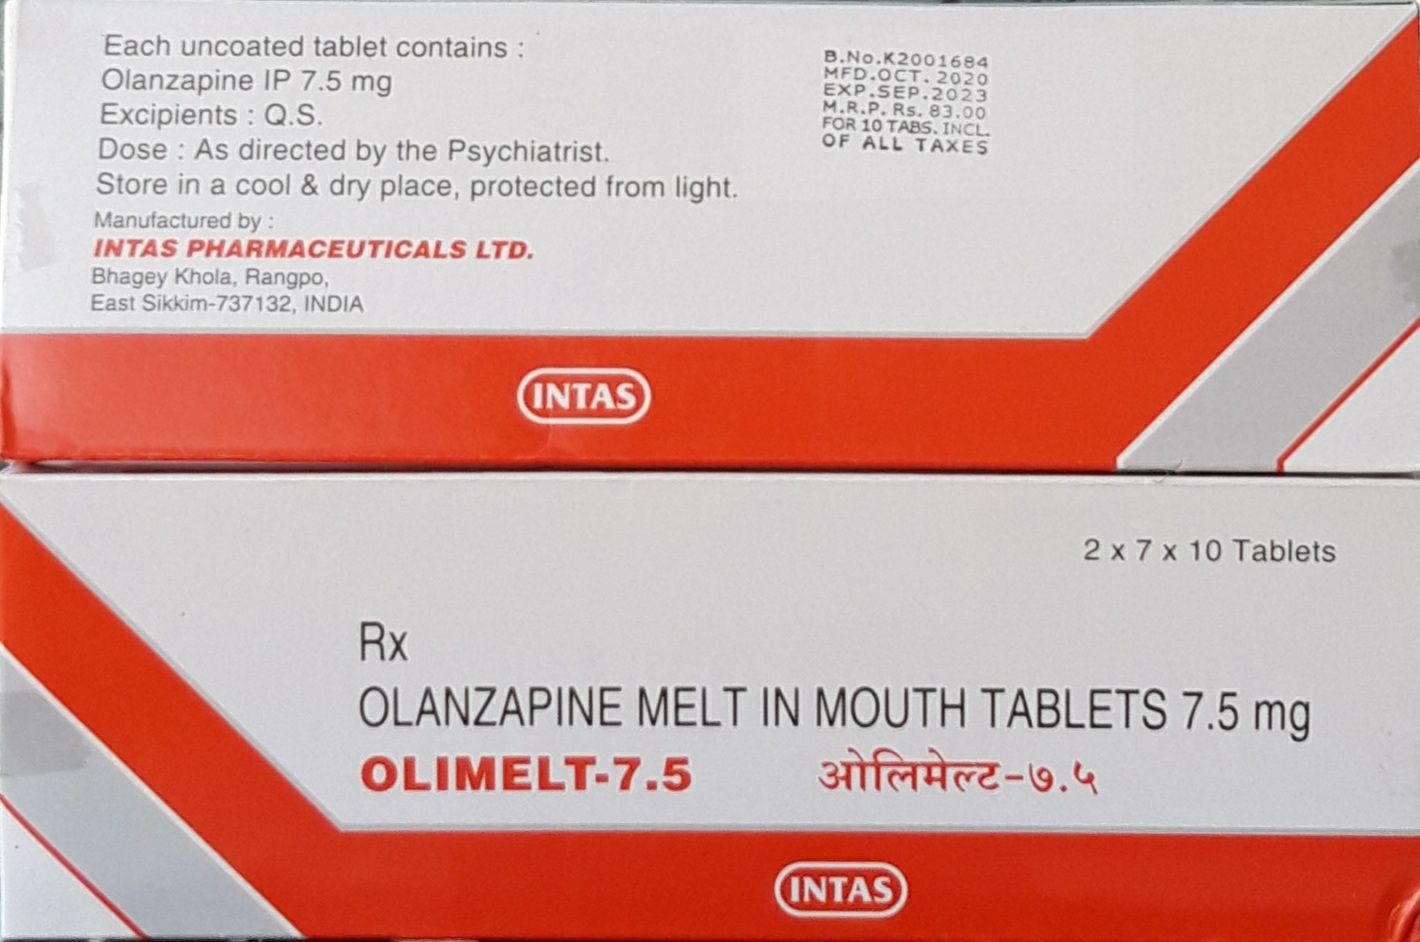 Each uncoated tablet contains :
Olanzapine IP 7.5 mg
Excipients : Q.S.
Dose : As directed by the Psychiatrist.
Store in a cool & dry place, protected from light.
Manufactured by :
INTAS PHARMACEUTICALS LTD.
Bhagey Khola, Rangpo,
East Sikkim-737132, INDIA
B.No.K2001684
MFD.OCT. 2020
EXP.SEP.2023
M.R.P. Rs. 83.00
FOR 10 TABS. INCL.
OF ALL TAXES
INTAS
2 x 7 x 10 Tablets
Rx
OLANZAPINE MELT IN MOUTH TABLETS 7.5 mg
OLIMELT-7.5 ओलिमेल्ट-७.५
INTAS